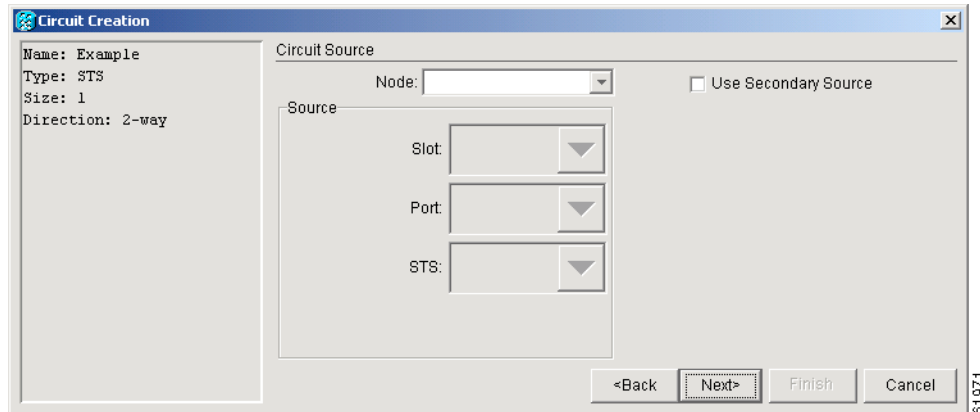 Circuit Creation
Name: Example
Type: STS
Size: 1
Direction: 2-way
Circuit Source
Node:
Use Secondary Source
Source
Slot:
Port:
STS:
<Back
Next>
Finish
Cancel